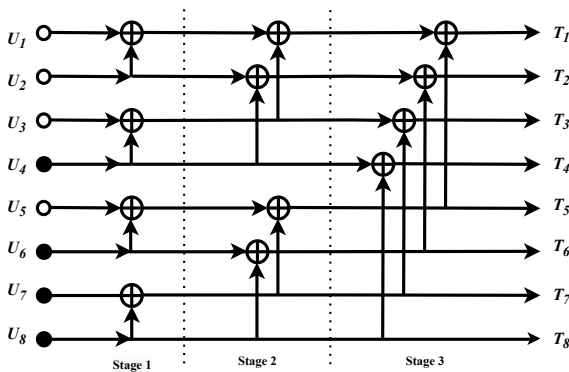 U1 T1
U2 T2
U3 T3
U4 T4
U5 T5
U6 T6
U7 T7
U8 T8
Stage 1 Stage 2 Stage 3